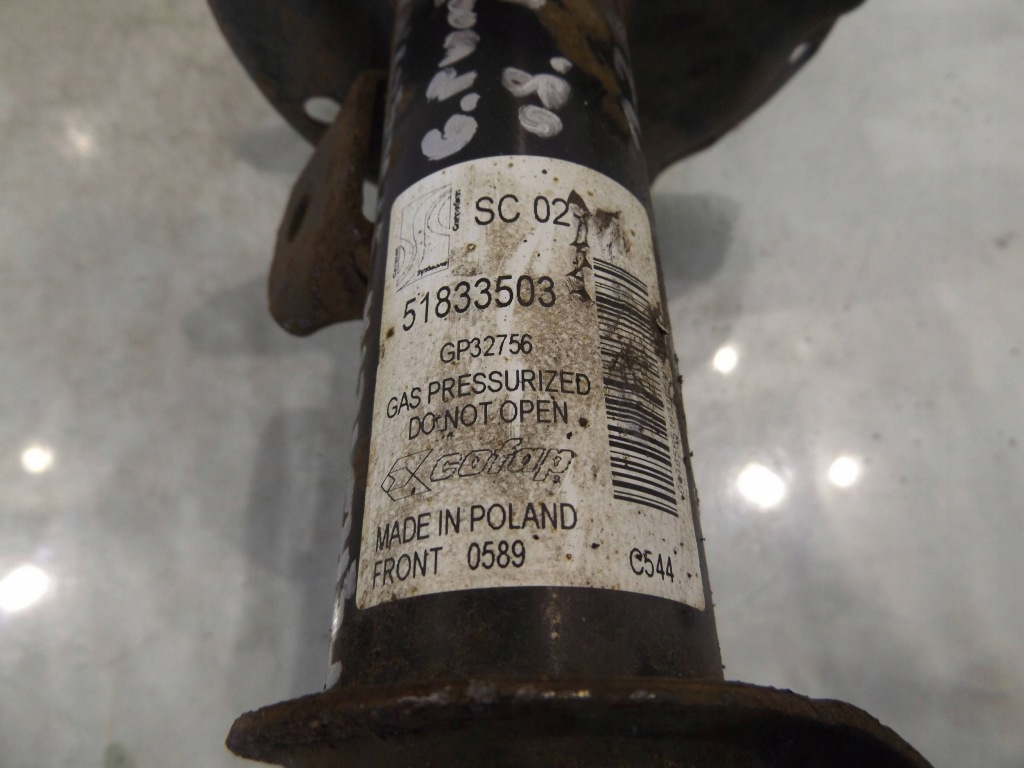 SC 02
51833503
GP32756
GAS PRESSURIZED
DO NOT OPEN
cofap
MADE IN POLAND
FRONT 0589
C544